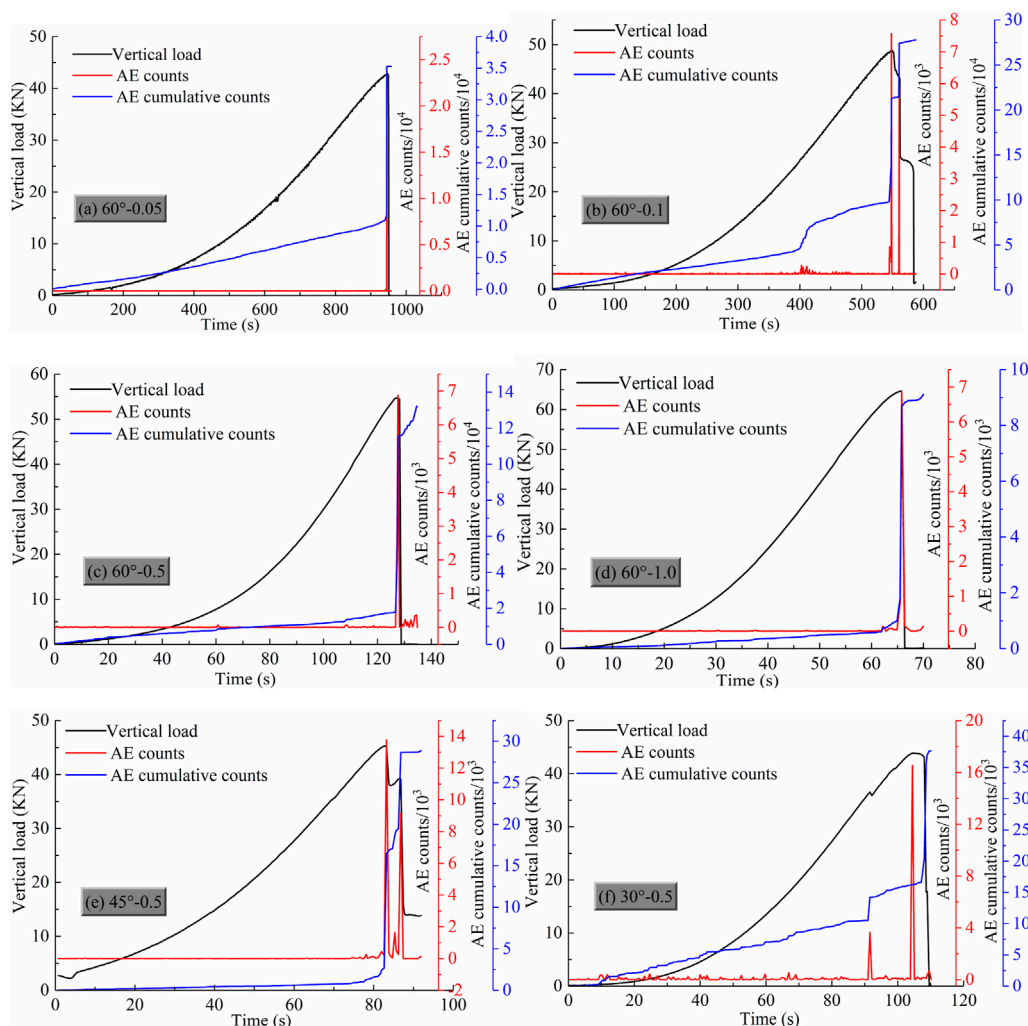 Vertical load
AE counts
AE cumulative counts
(a) 60°-0.05
Vertical load (KN)
50
40
30
20
10
0
0 200 400 600 800 1000
Time (s)
2.5
2.0
1.5
1.0
0.5
0.0
AE counts/10⁴
4.0
3.5
3.0
2.5
2.0
1.5
1.0
0.5
0.0
AE cumulative counts/10⁴
Vertical load
AE counts
AE cumulative counts
(b) 60°-0.1
Vertical load (KN)
50
40
30
20
10
0
0 100 200 300 400 500 600
Time (s)
8
7
6
5
4
3
2
1
0
AE counts/10³
30
25
20
15
10
5
0
AE cumulative counts/10⁴
Vertical load
AE counts
AE cumulative counts
(c) 60°-0.5
Vertical load (KN)
60
50
40
30
20
10
0
0 20 40 60 80 100 120 140
Time (s)
7
6
5
4
3
2
1
0
AE counts/10³
14
12
10
8
6
4
2
0
AE cumulative counts/10⁴
Vertical load
AE counts
AE cumulative counts
(d) 60°-1.0
Vertical load (KN)
70
60
50
40
30
20
10
0
0 10 20 30 40 50 60 70
Time (s)
7
6
5
4
3
2
1
0
AE counts/10³
10
8
6
4
2
0
AE cumulative counts/10³
Vertical load
AE counts
AE cumulative counts
(e) 45°-0.5
Vertical load (KN)
50
40
30
20
10
0
0 20 40 60 80 100
Time (s)
14
12
10
8
6
4
2
0
2
AE counts/10³
30
25
20
15
10
5
0
AE cumulative counts/10³
Vertical load
AE counts
AE cumulative counts
(f) 30°-0.5
Vertical load (KN)
50
40
30
20
10
0
0 20 40 60 80 100 120
Time (s)
20
16
12
8
4
0
AE counts/10³
40
35
30
25
20
15
10
5
0
AE cumulative counts/10³